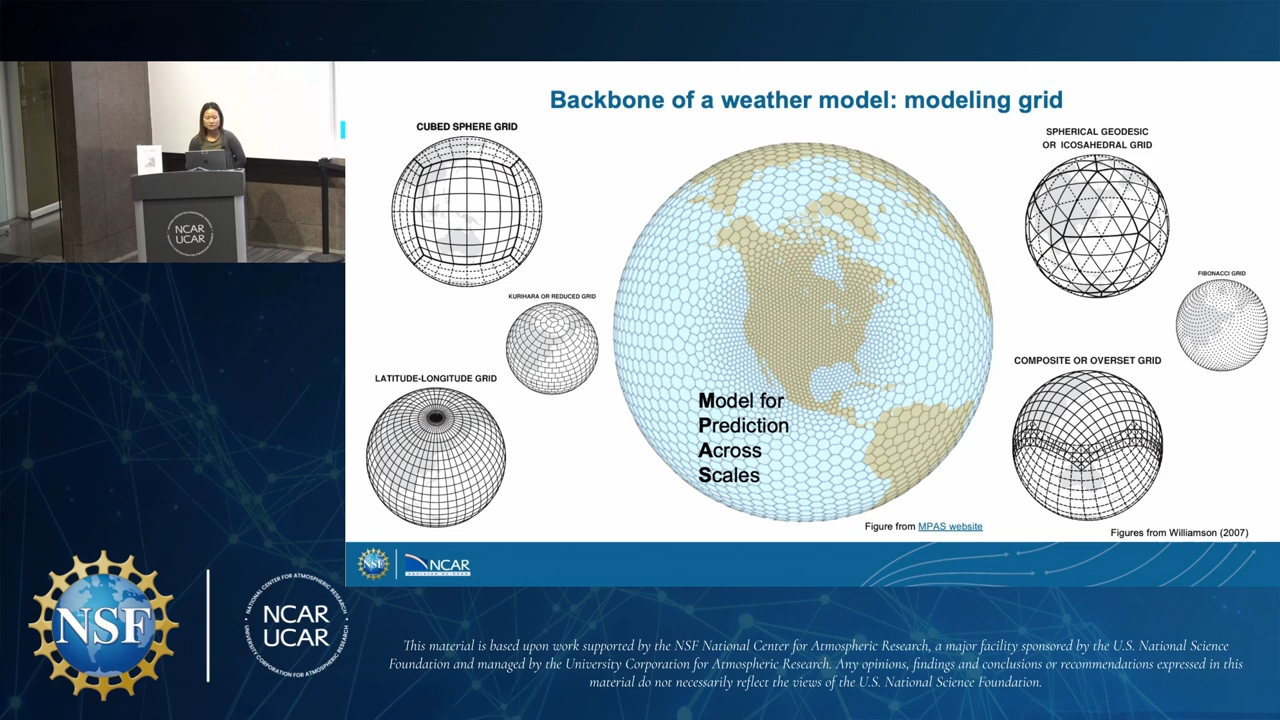 Backbone of a weather model: modeling grid
CUBED SPHERE GRID
KURIHARA OR REDUCED GRID
LATITUDE-LONGITUDE GRID
Model for
Prediction
Across
Scales
SPHERICAL GEODESIC
OR ICOSAHEDRAL GRID
FIBONACCI GRID
COMPOSITE OR OVERSET GRID
Figure from MPAS website
Figures from Williamson (2007)
NCAR
UCAR
NSF
NCAR
NSF
NATIONAL CENTER FOR ATMOSPHERIC RESEARCH
NCAR
UCAR
UNIVERSITY CORPORATION FOR ATMOSPHERIC RESEARCH
This material is based upon work supported by the NSF National Center for Atmospheric Research, a major facility sponsored by the U.S. National Science
Foundation and managed by the University Corporation for Atmospheric Research. Any opinions, findings and conclusions or recommendations expressed in this
material do not necessarily reflect the views of the U.S. National Science Foundation.